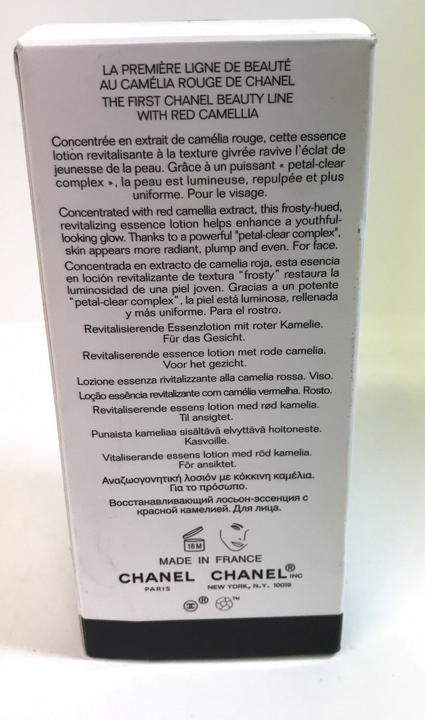 LA PREMIÈRE LIGNE DE BEAUTÉ
AU CAMÉLIA ROUGE DE CHANEL
THE FIRST CHANEL BEAUTY LINE
WITH RED CAMELLIA
Concentrée en extrait de camélia rouge, cette essence
lotion revitalisante à la texture givrée ravive l'éclat de
jeunesse de la peau. Grâce à un puissant « petal-clear
complex », la peau est lumineuse, repulpée et plus
uniforme. Pour le visage.
Concentrated with red camellia extract, this frosty-hued,
revitalizing essence lotion helps enhance a youthful-
looking glow. Thanks to a powerful "petal-clear complex",
skin appears more radiant, plump and even. For face.
Concentrada en extracto de camelia roja, esta esencia
en loción revitalizante de textura "frosty" restaura la
luminosidad de una piel joven. Gracias a un potente
"petal-clear complex", la piel está luminosa, rellenada
y más uniforme. Para el rostro.
Revitalisierende Essenzlotion mit roter Kamelie.
Für das Gesicht.
Revitaliserende essence lotion met rode camelia.
Voor het gezicht.
Lozione essenza rivitalizzante alla camelia rossa. Viso.
Loção essência revitalizante com camélia vermelha. Rosto.
Revitaliserende essens lotion med rød kamelia.
Til ansigtet.
Punaista kameliaa sisältävä elvyttävä hoitoneste.
Kasvoille.
Vitaliserande essens lotion med röd kamelia.
För ansiktet.
Αναζωογονητική λοσιόν με κόκκινη καμέλια.
Για το πρόσωπο.
Восстанавливающий лосьон-эссенция с
красной камелией. Для лица.
18 M
MADE IN FRANCE
CHANEL CHANEL® INC
PARIS NEW YORK, N.Y. 10019
® ™